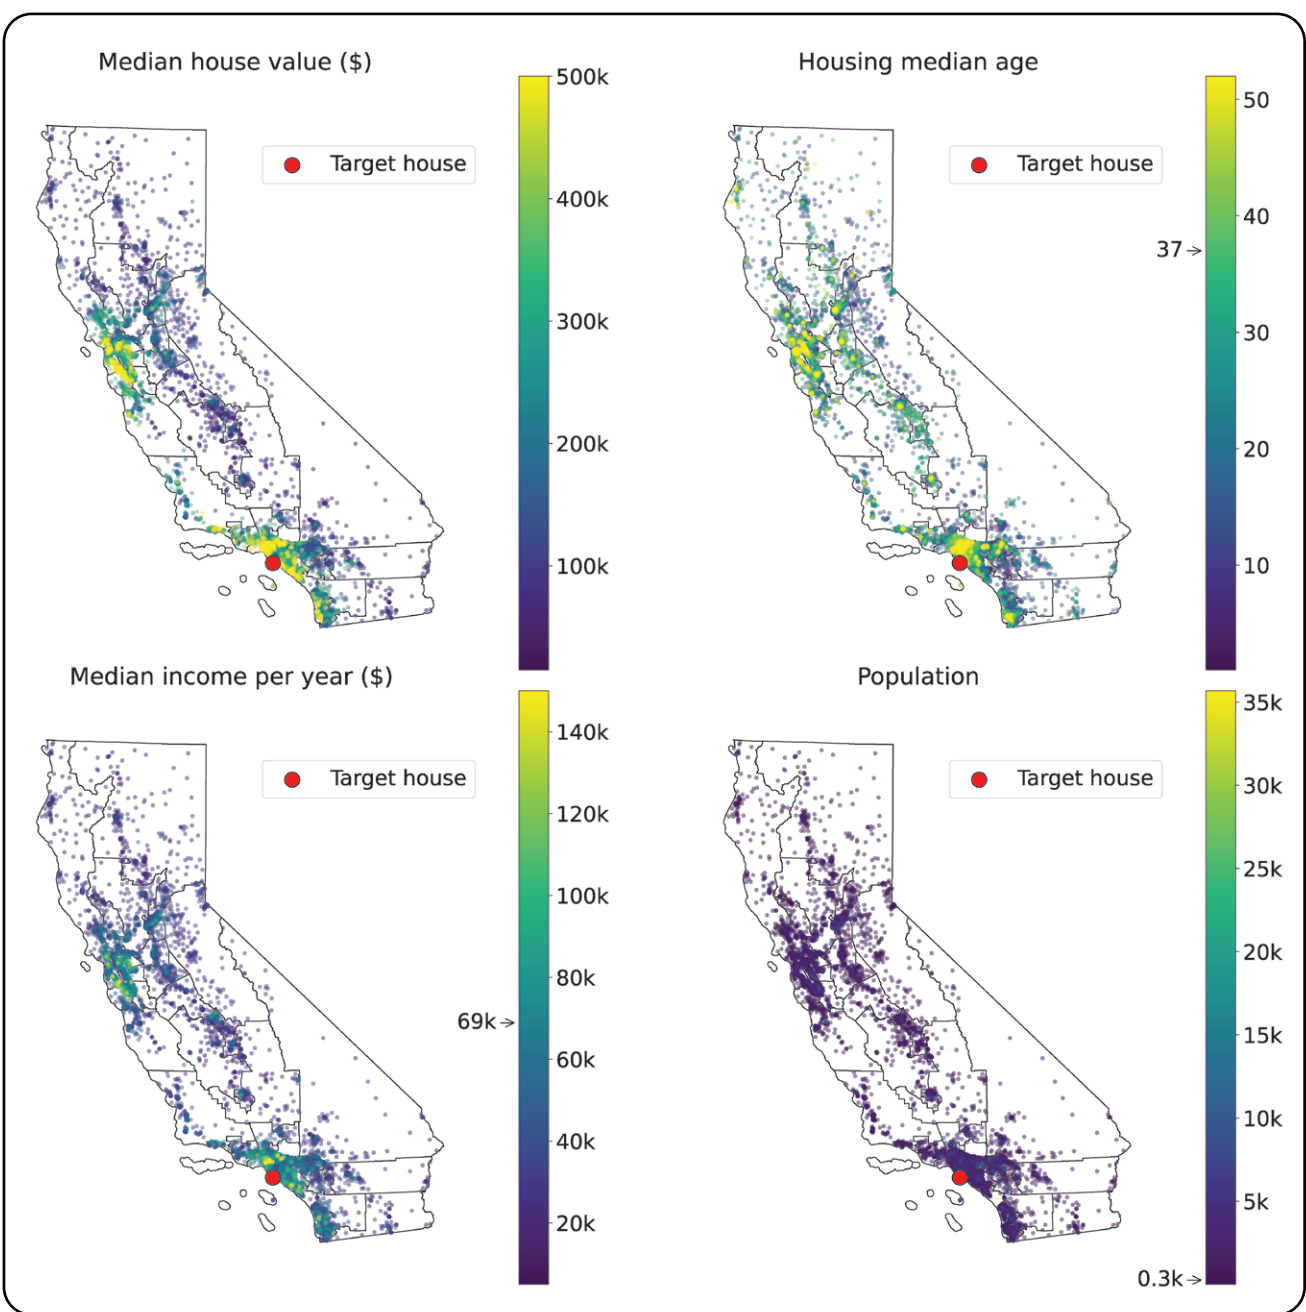 Median house value ($)
Target house
500k
400k
300k
200k
100k
Housing median age
Target house
37→
50
40
30
20
10
Median income per year ($)
Target house
69k→
140k
120k
100k
80k
60k
40k
20k
Population
Target house
0.3k→
35k
30k
25k
20k
15k
10k
5k